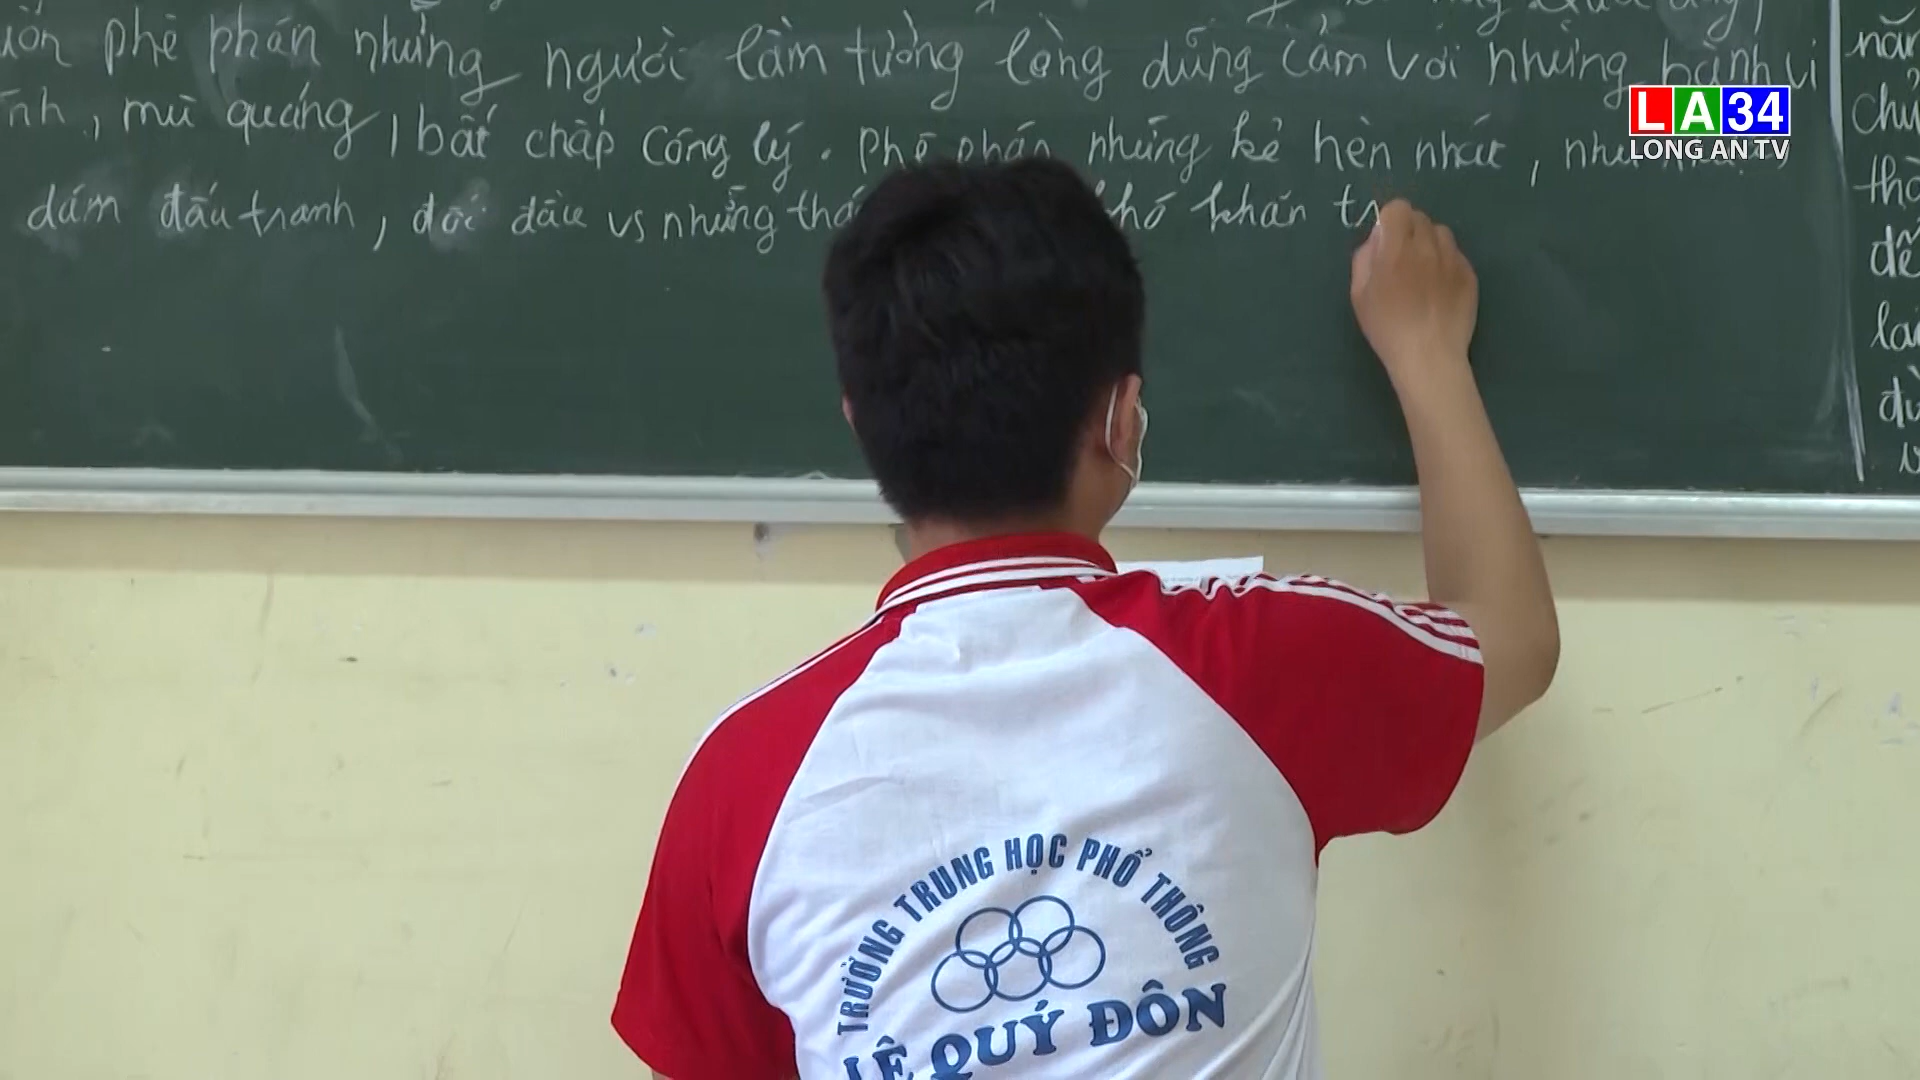 phê phán những người lầm tưởng lòng dũng cảm với những hành vi
mù quáng, bất chấp công lý. phê phán những kẻ hèn nhát,
dám đấu tranh, đối đầu vs những khó khăn
năm
LA34
LONG AN TV
TRƯỜNG TRUNG HỌC PHỔ THÔNG
LÊ QUÝ ĐÔN